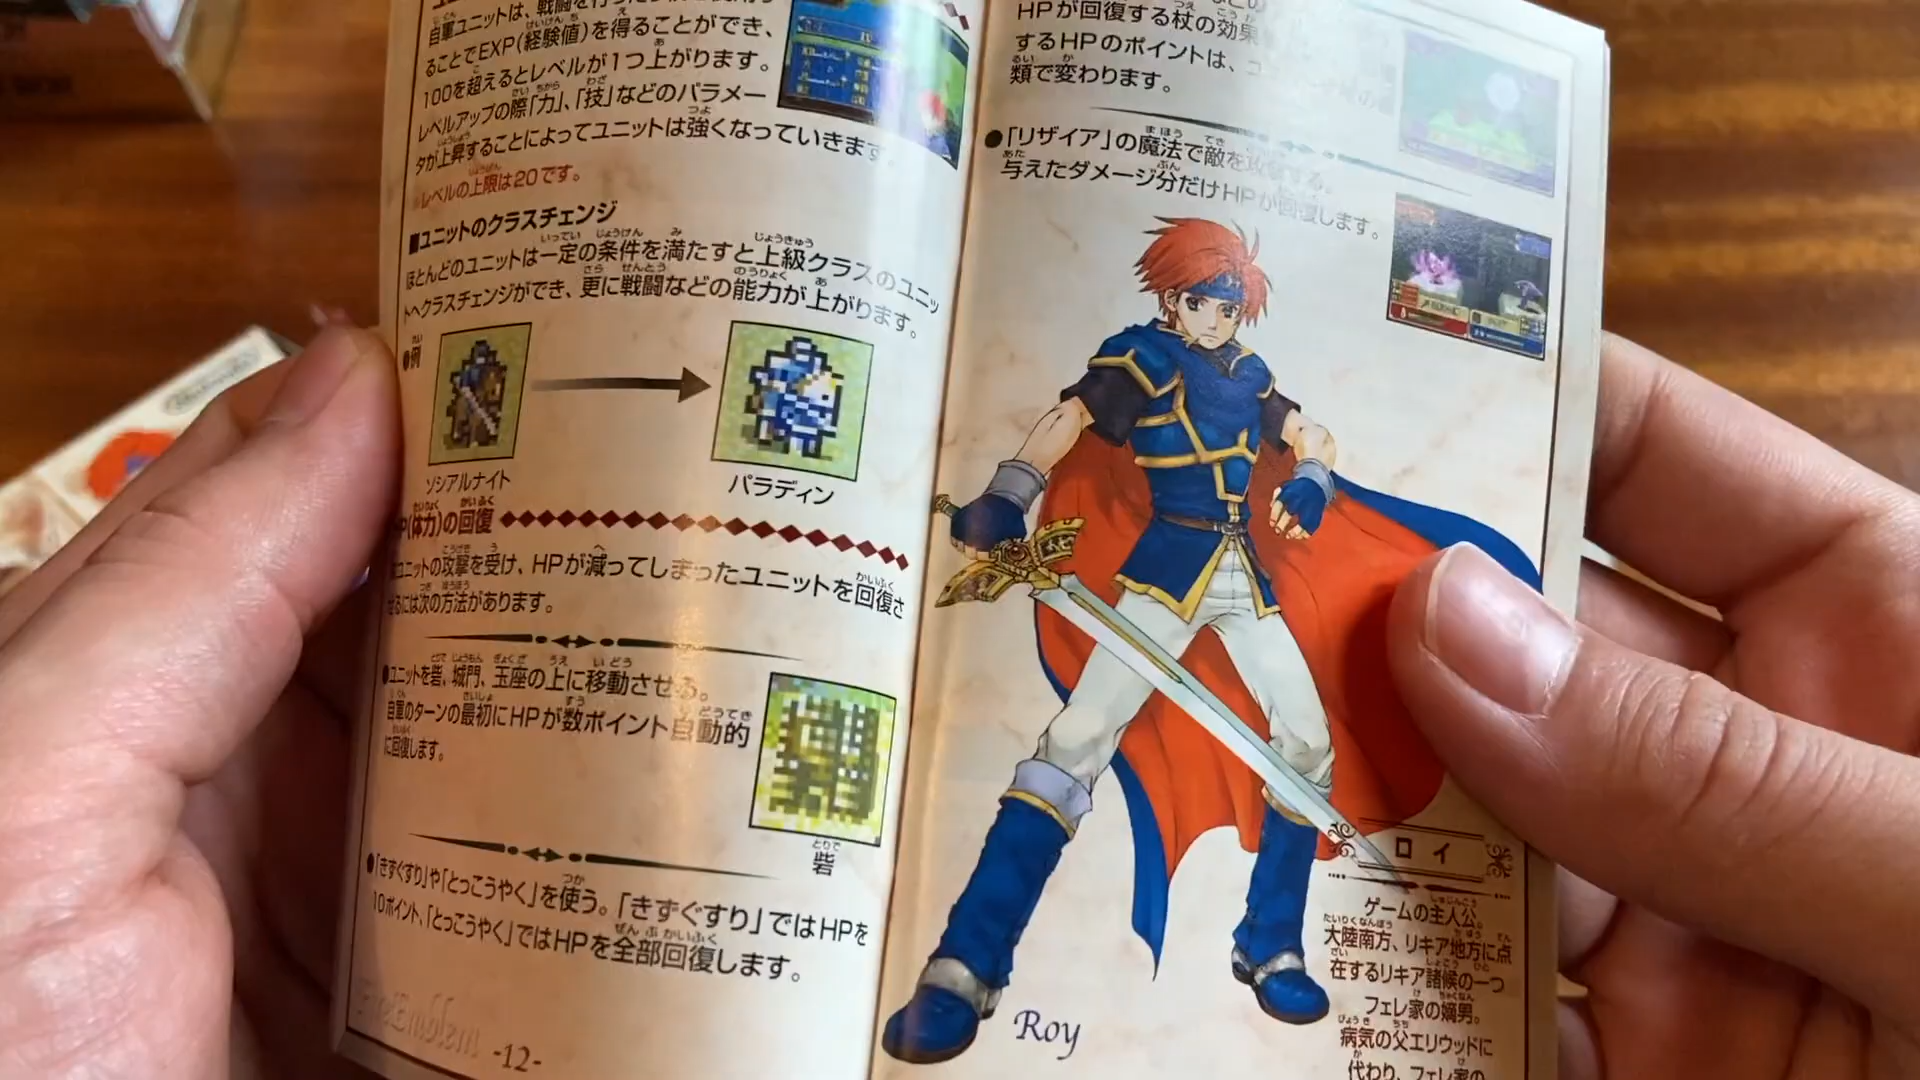 自軍ユニットは、戦闘を
ることでEXP(経験値)を得ることができ、
100を超えるとレベルが1つ上がります。
レベルアップの際「力」、「技」などのパラメー
タが上昇することによってユニットは強くなっていきます。
レベルの上限は20です。
■ユニットのクラスチェンジ
ほとんどのユニットは一定の条件を満たすと上級クラスのユニッ
トへクラスチェンジができ、更に戦闘などの能力が上がります。
●例
ソシアルナイト
パラディン
HP(体力)の回復
ユニットの攻撃を受け、HPが減ってしまったユニットを回復さ
せるには次の方法があります。
●ユニットを砦、城門、玉座の上に移動させる。
自軍のターンの最初にHPが数ポイント自動的
に回復します。
砦
●「きずぐすり」や「とっこうやく」を使う。「きずぐすり」ではHPを
10ポイント、「とっこうやく」ではHPを全部回復します。
Fire Emblem
-12-
HPが回復する杖の効果
するHPのポイントは、
類で変わります。
●「リザイア」の魔法で敵を攻撃する。
与えたダメージ分だけHPが回復します。
ロイ
ゲームの主人公。
大陸南方、リキア地方に点
在するリキア諸侯の一つ
フェレ家の嫡男。
病気の父エリウッドに
代わり、フェレ家の
Roy